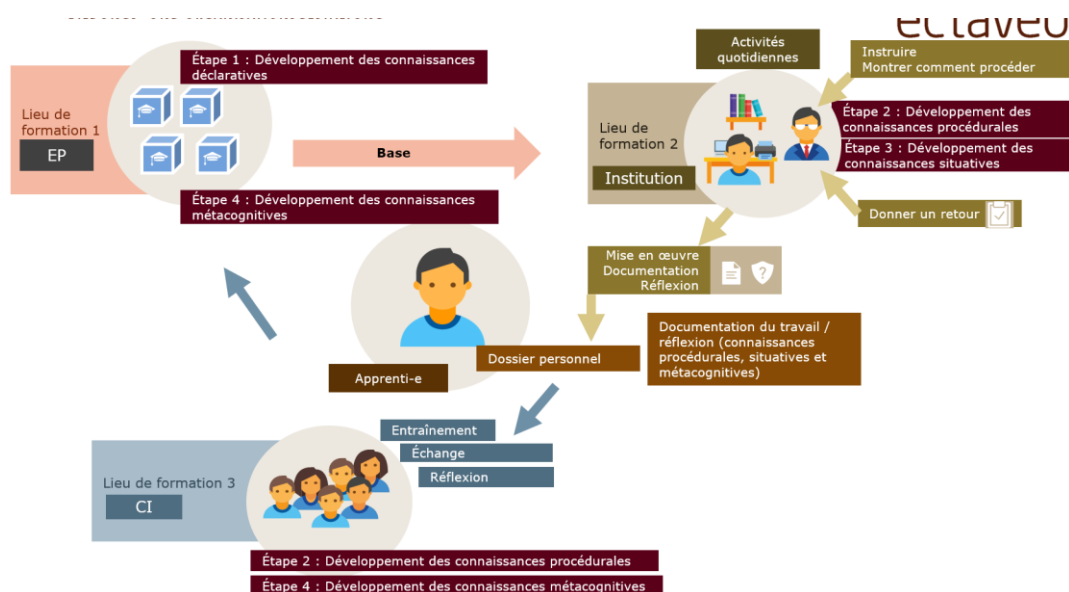 ectaveo
Étape 1 : Développement des connaissances
déclaratives
Lieu de
formation 1
EP
Base
Étape 4 : Développement des connaissances
métacognitives
Activités
quotidiennes
Instruire
Montrer comment procéder
Lieu de
formation 2
Institution
Étape 2 : Développement des
connaissances procédurales
Étape 3 : Développement des
connaissances situatives
Donner un retour
Mise en œuvre
Documentation
Réflexion
Documentation du travail /
réflexion (connaissances
procédurales, situatives et
métacognitives)
Dossier personnel
Apprenti-e
Entraînement
Échange
Réflexion
Lieu de formation 3
CI
Étape 2 : Développement des connaissances procédurales
Étape 4 : Développement des connaissances métacognitives